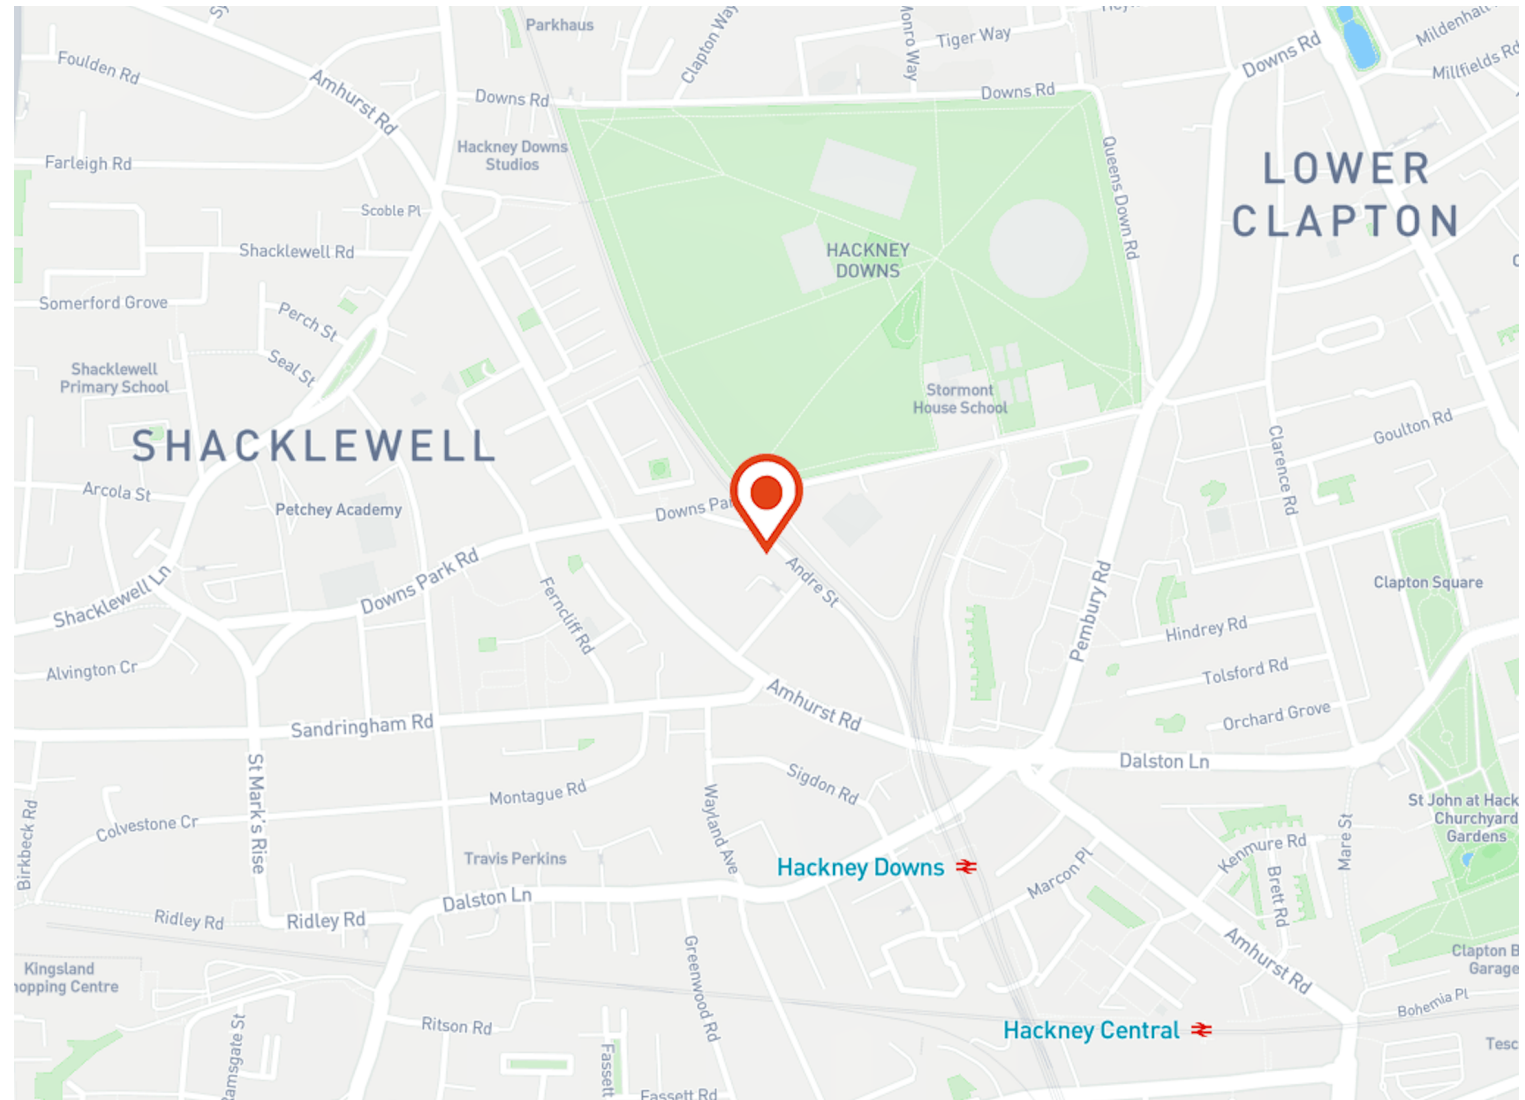 Parkhaus
Clapton Way
Monro Way
Tiger Way
Mildenhall
Foulden Rd
Amhurst Rd
Downs Rd
Millfields Rd
Downs Rd
Downs Rd
Hackney Downs
Studios
Farleigh Rd
Queens Down Rd
LOWER
CLAPTON
Scoble Pl
Shacklewell Rd
HACKNEY
DOWNS
Somerford Grove
Perch St
Seal St
Shacklewell
Primary School
Stormont
House School
SHACKLEWELL
Goulton Rd
Clarence Rd
Arcola St
Petchey Academy
Downs Pa
Andre St
Downs Park Rd
Shacklewell Ln
Ferncliff Rd
Pembury Rd
Clapton Square
Hindrey Rd
Alvington Cr
Tolsford Rd
Amhurst Rd
Orchard Grove
Sandringham Rd
Dalston Ln
St Mark's Rise
Sigdon Rd
Montague Rd
Wayland Ave
Birkbeck Rd
Colvestone Cr
St John at Hack
Churchyard
Gardens
Mare St
Kenmure Rd
Travis Perkins
Hackney Downs
Marcon Pl
Brett Rd
Dalston Ln
Ridley Rd
Ridley Rd
Greenwood Rd
Amhurst Rd
Clapton B
Garage
Kingsland
hopping Centre
Bohemia Pl
Ritson Rd
Hackney Central
Ramsgate St
Fassett
Tesc
Fassett Rd